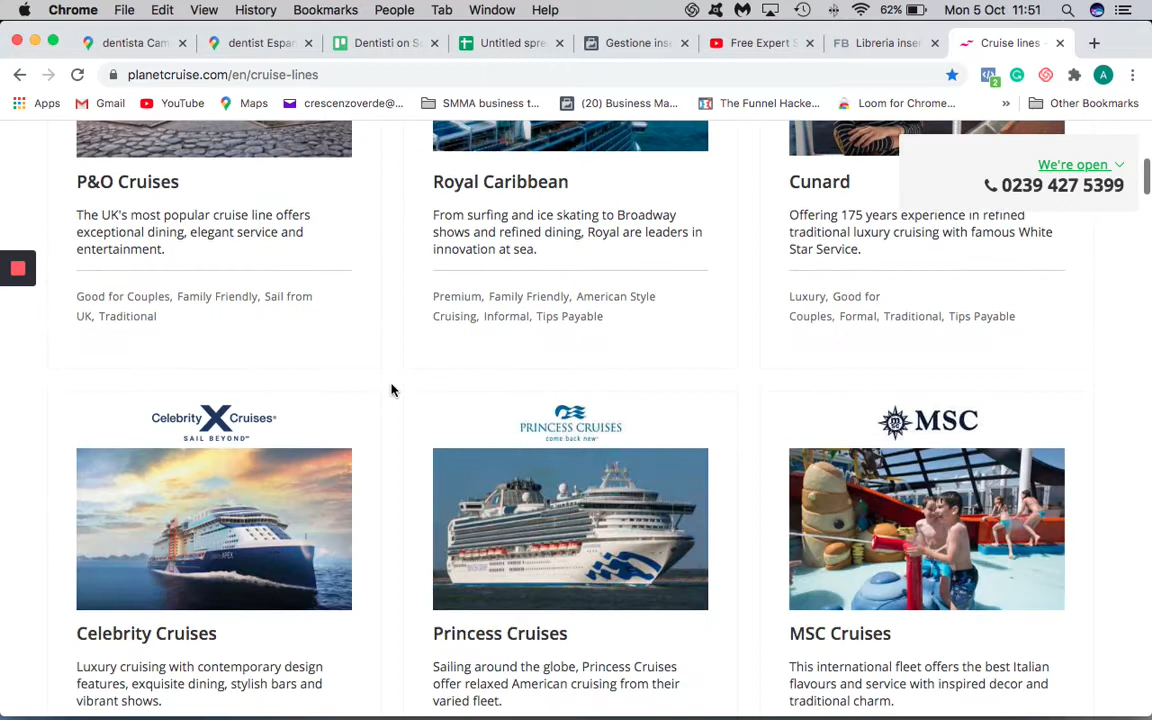 Chrome File Edit View History Bookmarks People Tab Window Help 62% Mon 5 Oct 11:51
dentista Cam dentist Espan Dentisti on Sc Untitled spre Gestione inse Free Expert S FB Libreria inser Cruise lines -
planetcruise.com/en/cruise-lines 2 A
Apps Gmail YouTube Maps crescenzoverde@... SMMA business t... (20) Business Ma... The Funnel Hacke... Loom for Chrome... » Other Bookmarks
We're open
0239 427 5399
P&O Cruises Royal Caribbean Cunard
The UK's most popular cruise line offers
exceptional dining, elegant service and
entertainment.
From surfing and ice skating to Broadway
shows and refined dining, Royal are leaders in
innovation at sea.
Offering 175 years experience in refined
traditional luxury cruising with famous White
Star Service.
Good for Couples, Family Friendly, Sail from
UK, Traditional
Premium, Family Friendly, American Style
Cruising, Informal, Tips Payable
Luxury, Good for
Couples, Formal, Traditional, Tips Payable
Celebrity X Cruises
SAIL BEYOND™
PRINCESS CRUISES
come back new
MSC
Celebrity Cruises Princess Cruises MSC Cruises
Luxury cruising with contemporary design
features, exquisite dining, stylish bars and
vibrant shows.
Sailing around the globe, Princess Cruises
offer relaxed American cruising from their
varied fleet.
This international fleet offers the best Italian
flavours and service with inspired decor and
traditional charm.